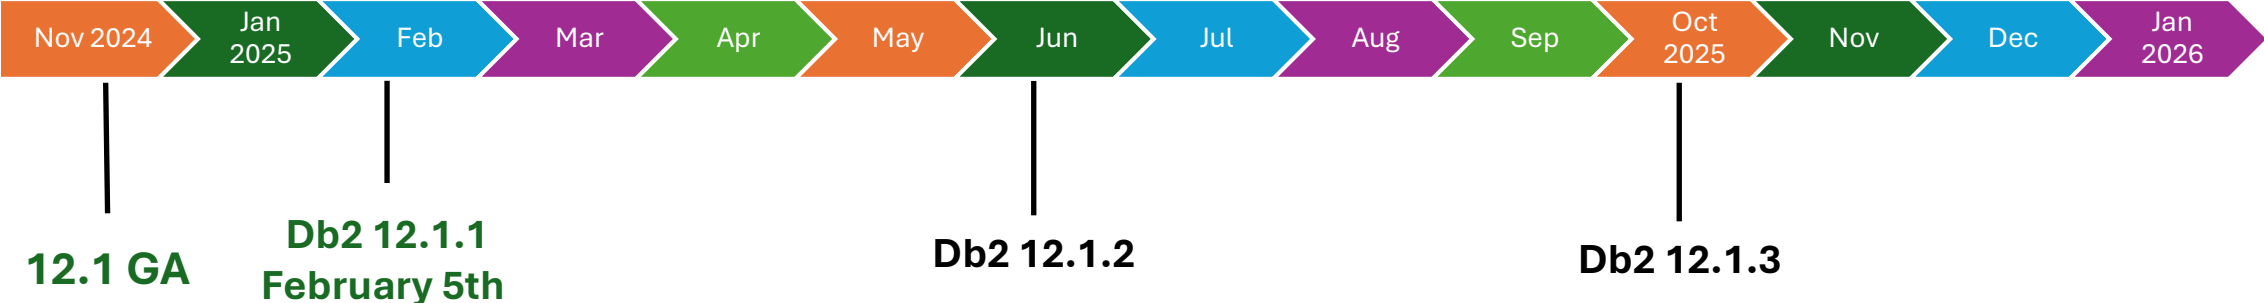 Nov 2024
Jan
2025
Feb
Mar
Apr
May
Jun
Jul
Aug
Sep
Oct
2025
Nov
Dec
Jan
2026
12.1 GA
Db2 12.1.1
February 5th
Db2 12.1.2
Db2 12.1.3